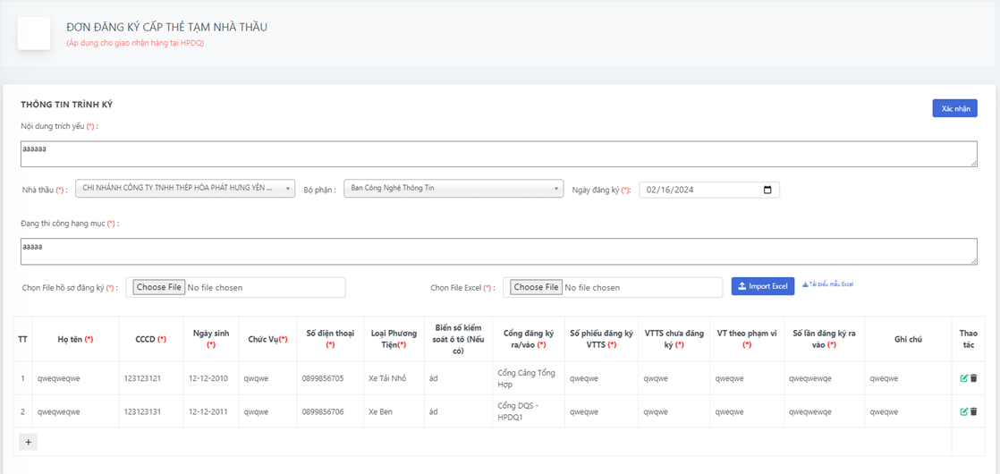 ĐƠN ĐĂNG KÝ CẤP THẺ TẠM NHÀ THẦU
(Áp dụng cho giao nhận hàng tại HPDQ)
THÔNG TIN TRÌNH KÝ
Xác nhận
Nội dung trích yếu (*) :
aaaaaa
Nhà thầu (*) : CHI NHÁNH CÔNG TY TNHH THÉP HÒA PHÁT HƯNG YÊN ... Bộ phận : Ban Công Nghệ Thông Tin Ngày đăng ký (*): 02/16/2024
Đang thi công hạng mục (*) :
aaaaa
Chọn File hồ sơ đăng ký (*) : Choose File No file chosen Chọn File Excel (*) : Choose File No file chosen Import Excel Tải biểu mẫu Excel
TT Họ tên (*) CCCD (*) Ngày sinh (*) Chức Vụ(*) Số điện thoại (*) Loại Phương Tiện(*) Biển số kiểm soát ô tô (Nếu có) Cổng đăng ký ra/vào (*) Số phiếu đăng ký VTTS (*) VTTS chưa đăng ký (*) VT theo phạm vi (*) Số lần đăng ký ra vào (*) Ghi chú Thao tác
1 qweqweqwe 123123121 12-12-2010 qwqwe 0899856705 Xe Tải Nhỏ ád Cổng Cảng Tổng Hợp qweqwe qweqwe qweqwe qweqwewqe qweqwe
2 qweqweqwe 123123131 12-12-2011 qwqwe 0899856706 Xe Ben ád Cổng DQS - HPDQ1 qweqwe qweqwe qweqwe qweqwewqe qweqwe
+